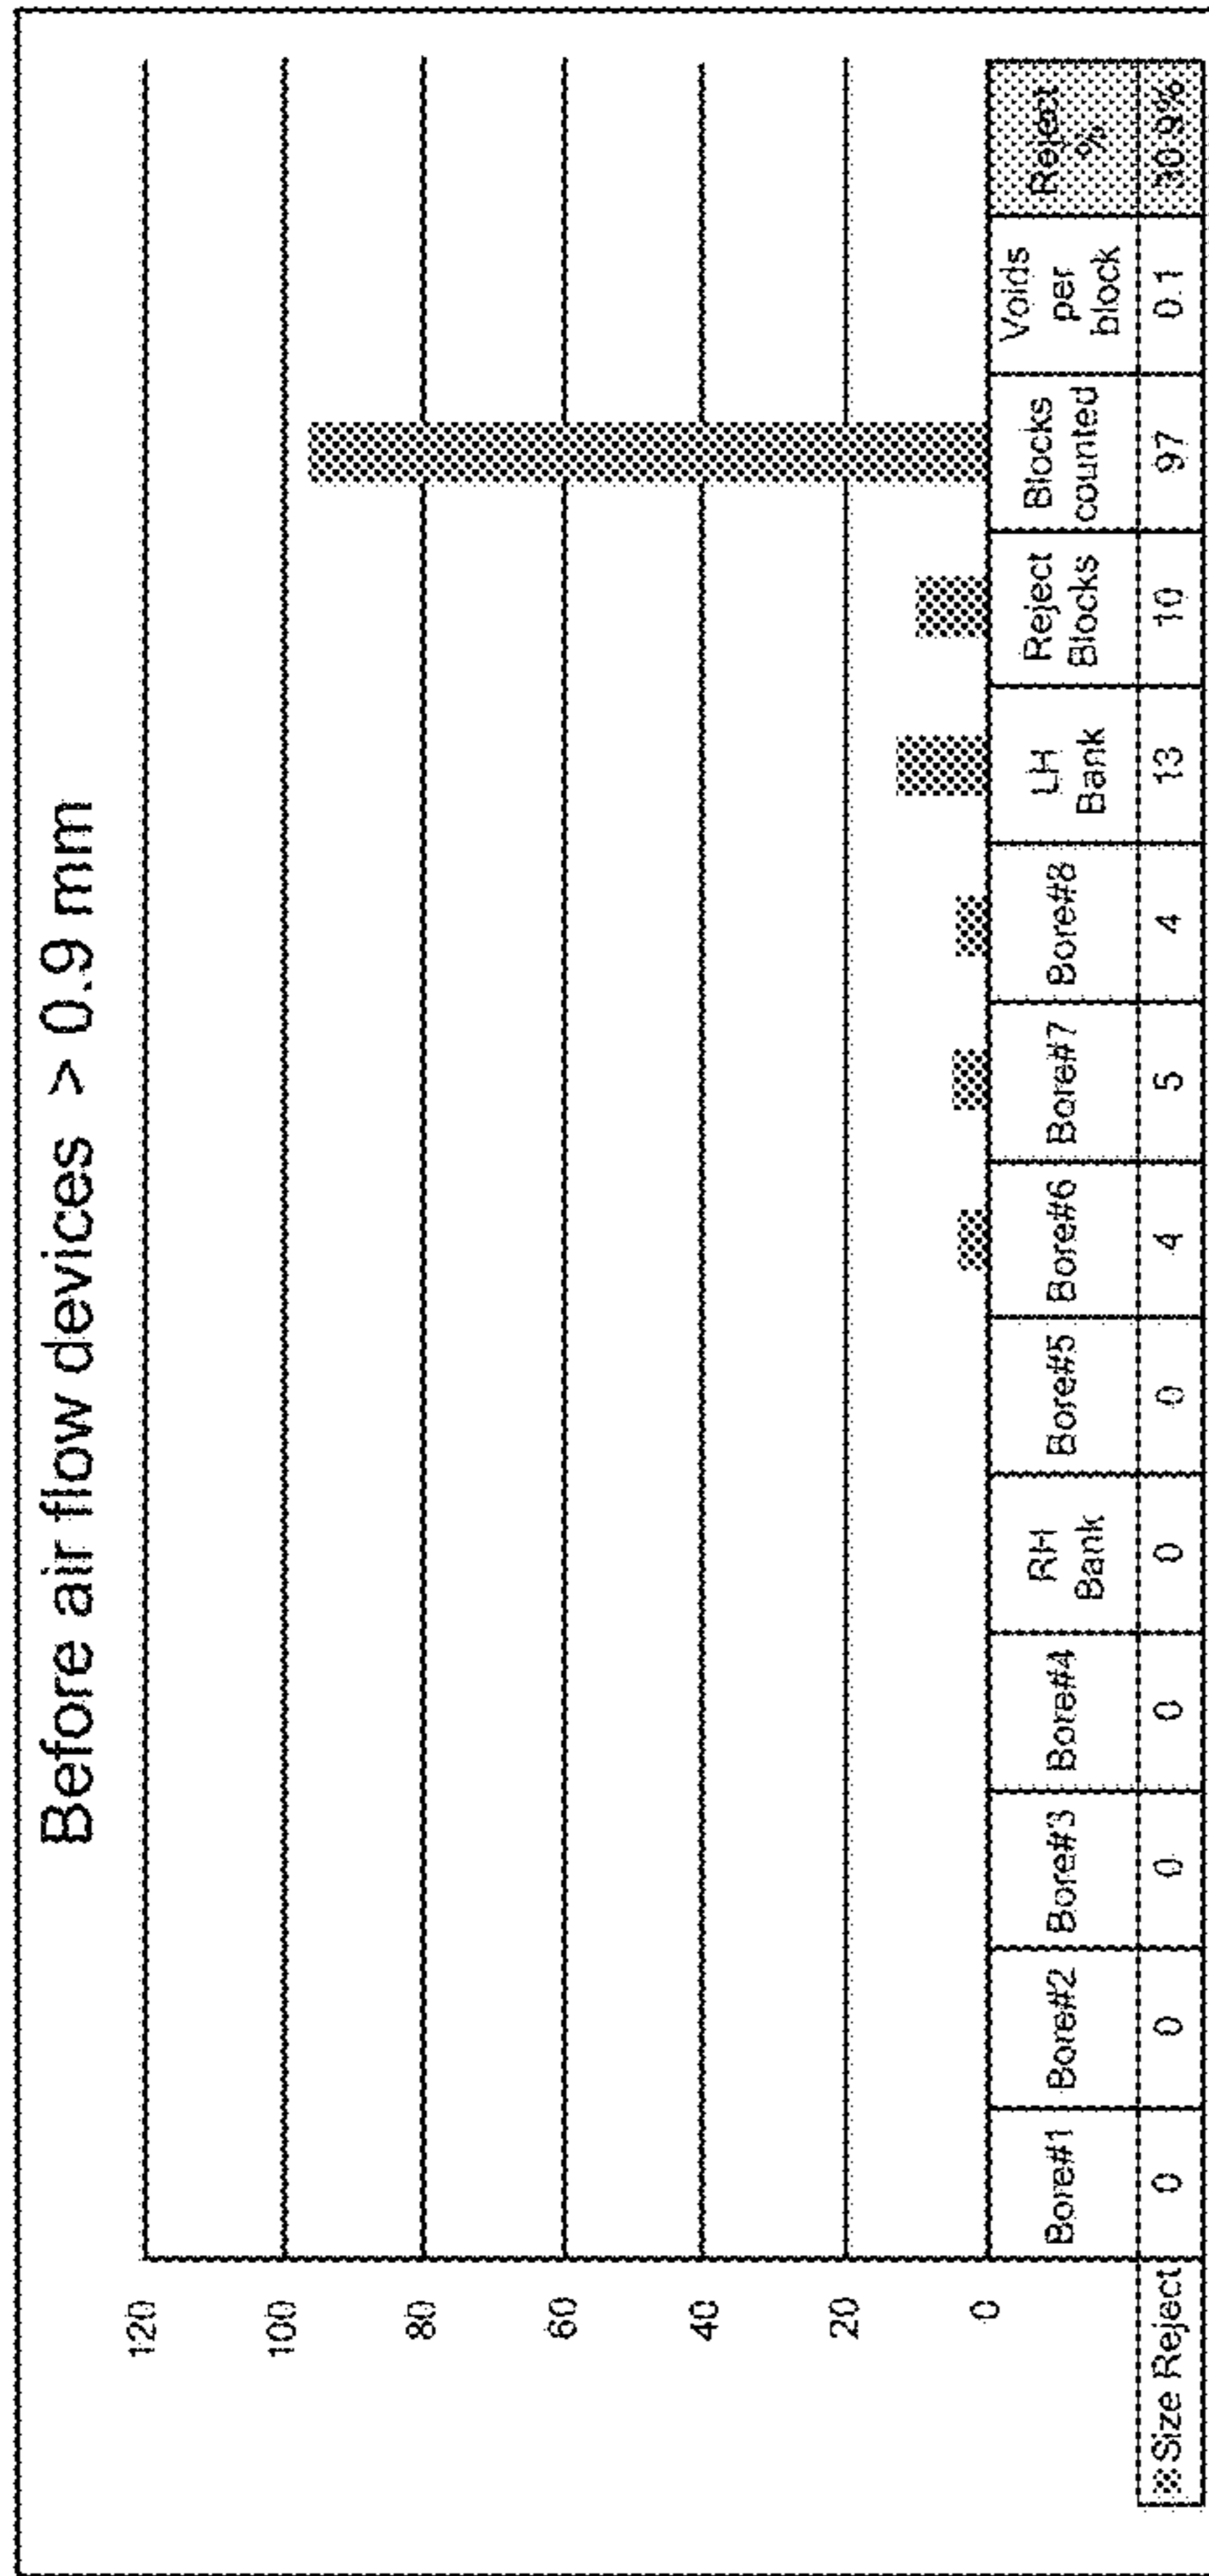 Before air flow devices > 0.9 mm
120
100
80
60
40
20
0
Bore#1
Bore#2
Bore#3
Bore#4
RH
Bank
Bore#5
Bore#6
Bore#7
Bore#8
LH
Bank
Reject
Blocks
Blocks
counted
Voids
per
block
Reject
%
Size Reject 0 0 0 0 0 0 4 5 4 13 10 97 0.1